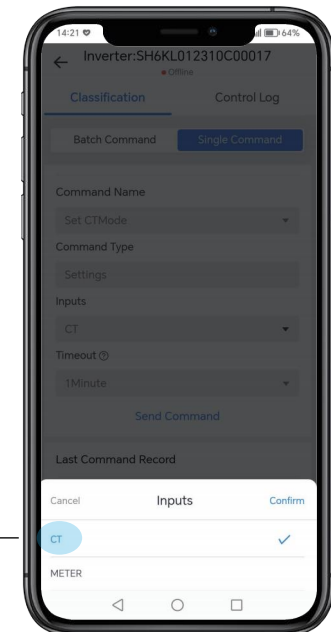 14:21 64%
Inverter:SH6KL012310C00017
Offline
Classification Control Log
Batch Command Single Command
Command Name
Set CTMode
Command Type
Settings
Inputs
CT
Timeout
1Minute
Send Command
Last Command Record
Cancel Inputs Confirm
CT
METER